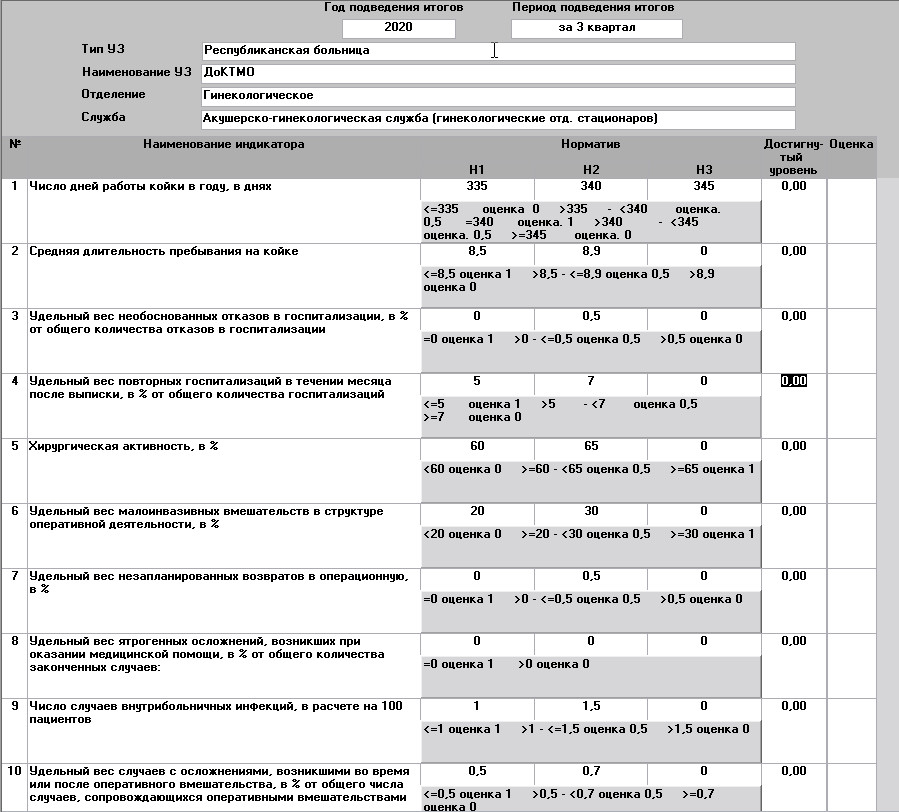 Год подведения итогов Период подведения итогов
2020 за 3 квартал
Тип УЗ Республиканская больница
Наименование УЗ ДоКТМО
Отделение Гинекологическое
Служба Акушерско-гинекологическая служба (гинекологические отд. стационаров)
№ Наименование индикатора Норматив Достигну- Оценка
тый
Н1 Н2 Н3 уровень
1 Число дней работы койки в году, в днях 335 340 345 0,00
<=335 оценка 0 >335 - <340 оценка.
0,5 =340 оценка. 1 >340 - <345
оценка. 0,5 >=345 оценка. 0
2 Средняя длительность пребывания на койке 8,5 8,9 0 0,00
<=8,5 оценка 1 >8,5 - <=8,9 оценка 0,5 >8,9
оценка 0
3 Удельный вес необоснованных отказов в госпитализации, в % 0 0,5 0 0,00
от общего количества отказов в госпитализации
=0 оценка 1 >0 - <=0,5 оценка 0,5 >0,5 оценка 0
4 Удельный вес повторных госпитализаций в течении месяца 5 7 0 0,00
после выписки, в % от общего количества госпитализаций
<=5 оценка 1 >5 - <7 оценка 0,5
>=7 оценка 0
5 Хирургическая активность, в % 60 65 0 0,00
<60 оценка 0 >=60 - <65 оценка 0,5 >=65 оценка 1
6 Удельный вес малоинвазивных вмешательств в структуре 20 30 0 0,00
оперативной деятельности, в %
<20 оценка 0 >=20 - <30 оценка 0,5 >=30 оценка 1
7 Удельный вес незапланированных возвратов в операционную, 0 0,5 0 0,00
в %
=0 оценка 1 >0 - <=0,5 оценка 0,5 >0,5 оценка 0
8 Удельный вес ятрогенных осложнений, возникших при 0 0 0 0,00
оказании медицинской помощи, в % от общего количества
законченных случаев:
=0 оценка 1 >0 оценка 0
9 Число случаев внутрибольничных инфекций, в расчете на 100 1 1,5 0 0,00
пациентов
<=1 оценка 1 >1 - <=1,5 оценка 0,5 >1,5 оценка 0
10 Удельный вес случаев с осложнениями, возникшими во время 0,5 0,7 0 0,00
или после оперативного вмешательства, в % от общего числа
случаев, сопровождающихся оперативными вмешательствами
<=0,5 оценка 1 >0,5 - <0,7 оценка 0,5 >=0,7
оценка 0